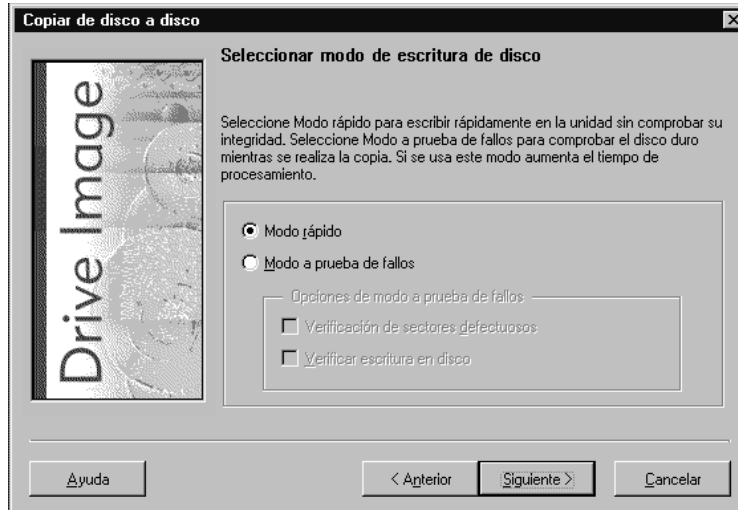 Copiar de disco a disco
Drive Image
Seleccionar modo de escritura de disco
Seleccione Modo rápido para escribir rápidamente en la unidad sin comprobar su
integridad. Seleccione Modo a prueba de fallos para comprobar el disco duro
mientras se realiza la copia. Si se usa este modo aumenta el tiempo de
procesamiento.
Modo rápido
Modo a prueba de fallos
Opciones de modo a prueba de fallos
Verificación de sectores defectuosos
Verificar escritura en disco
Ayuda
< Anterior
Siguiente >
Cancelar